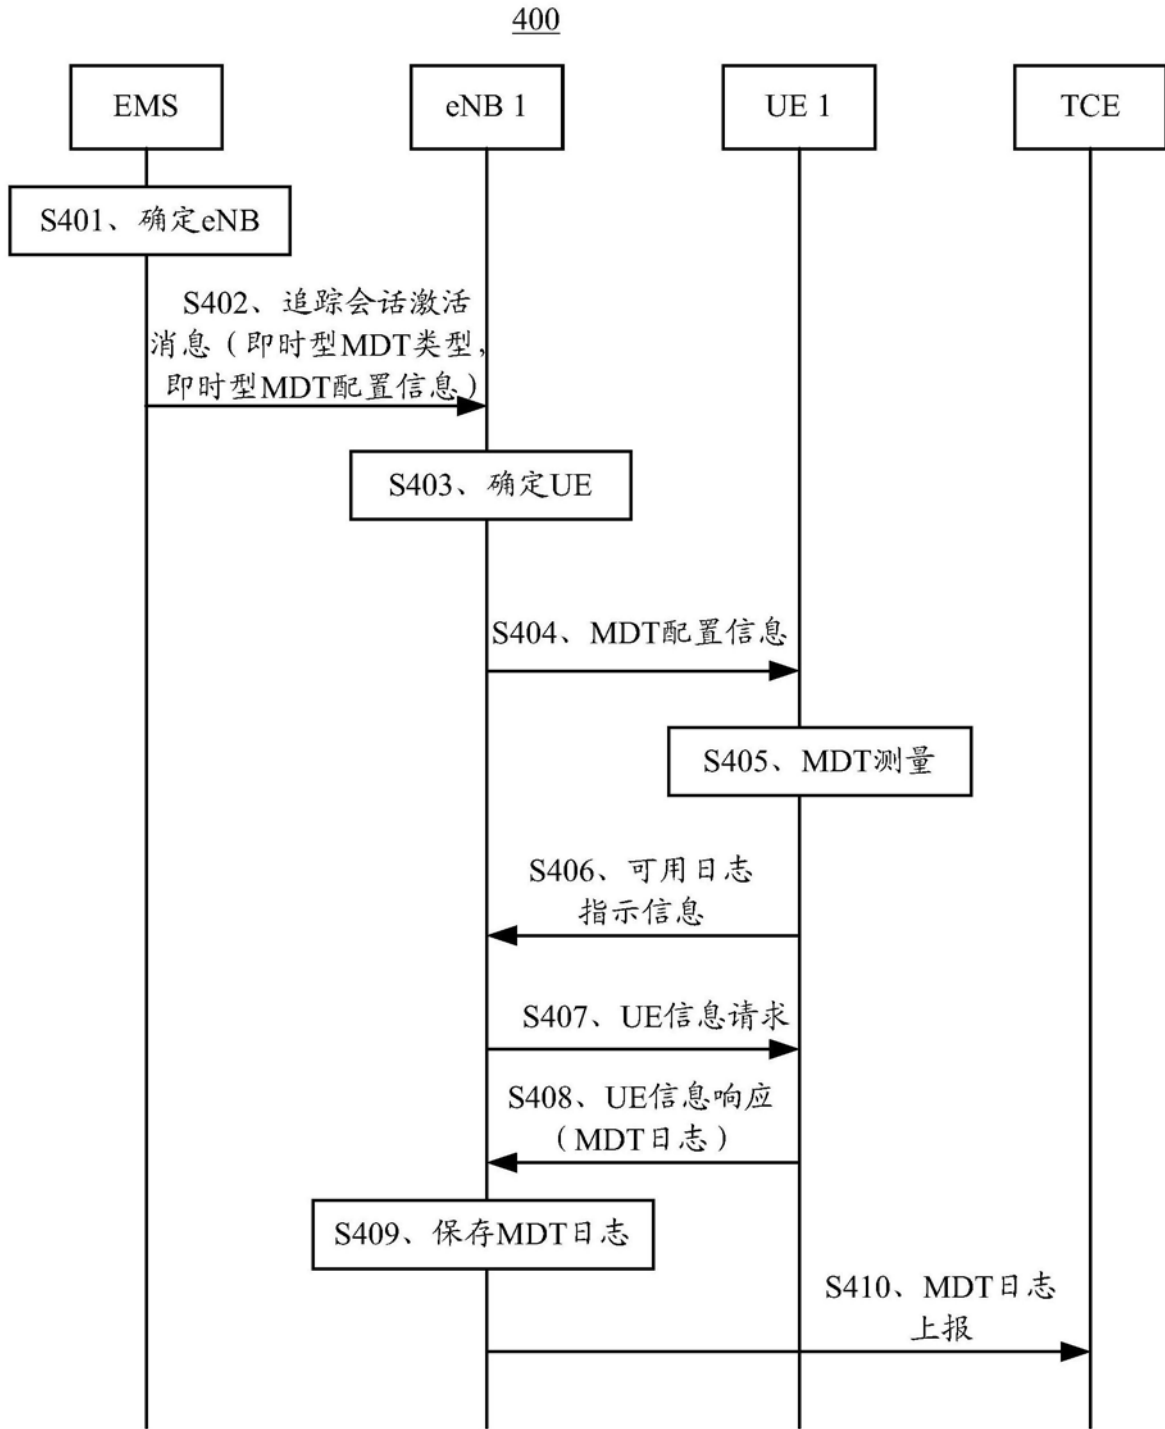 400
EMS
eNB 1
UE 1
TCE
S401、确定eNB
S402、追踪会话激活
消息（即时型MDT类型,
即时型MDT配置信息）
S403、确定UE
S404、MDT配置信息
S405、MDT测量
S406、可用日志
指示信息
S407、UE信息请求
S408、UE信息响应
（MDT日志）
S409、保存MDT日志
S410、MDT日志
上报